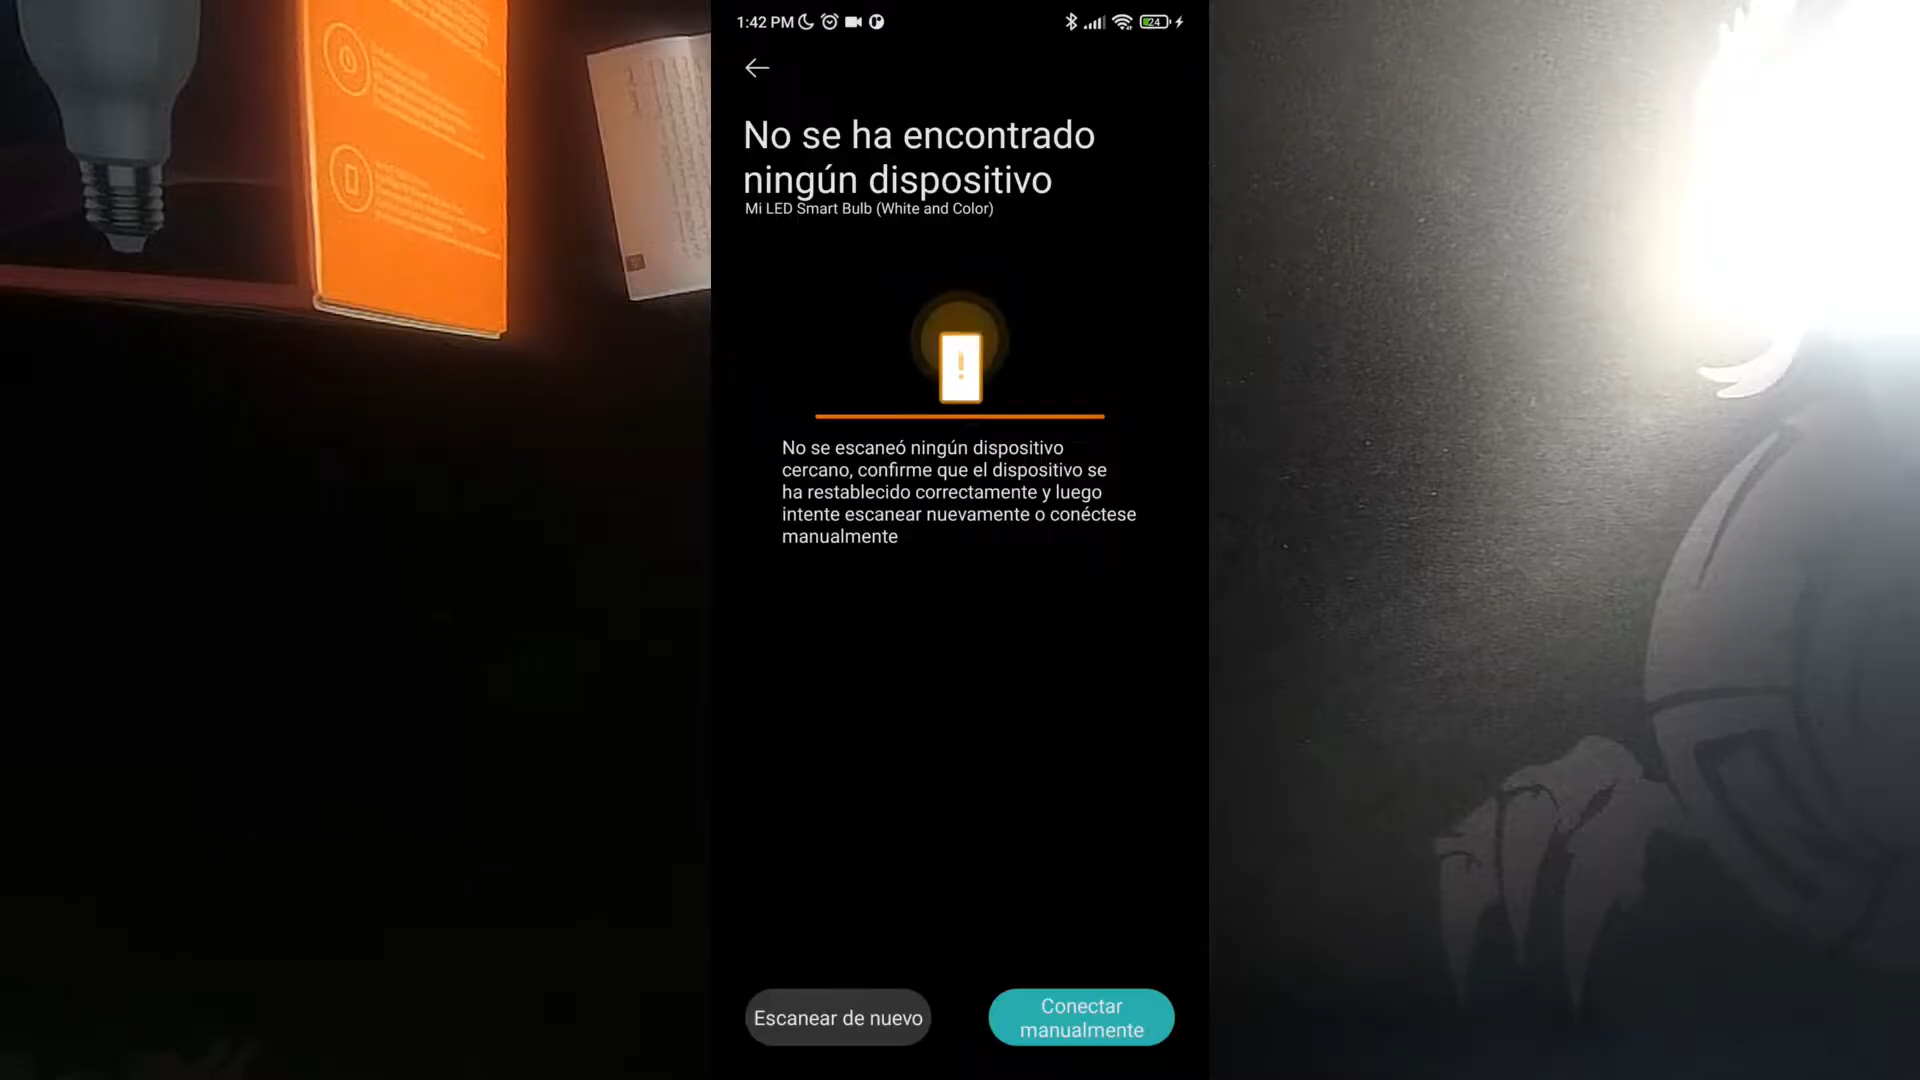 1:42 PM
24
No se ha encontrado
ningún dispositivo
Mi LED Smart Bulb (White and Color)
!
No se escaneó ningún dispositivo
cercano, confirme que el dispositivo se
ha restablecido correctamente y luego
intente escanear nuevamente o conéctese
manualmente
Escanear de nuevo
Conectar
manualmente